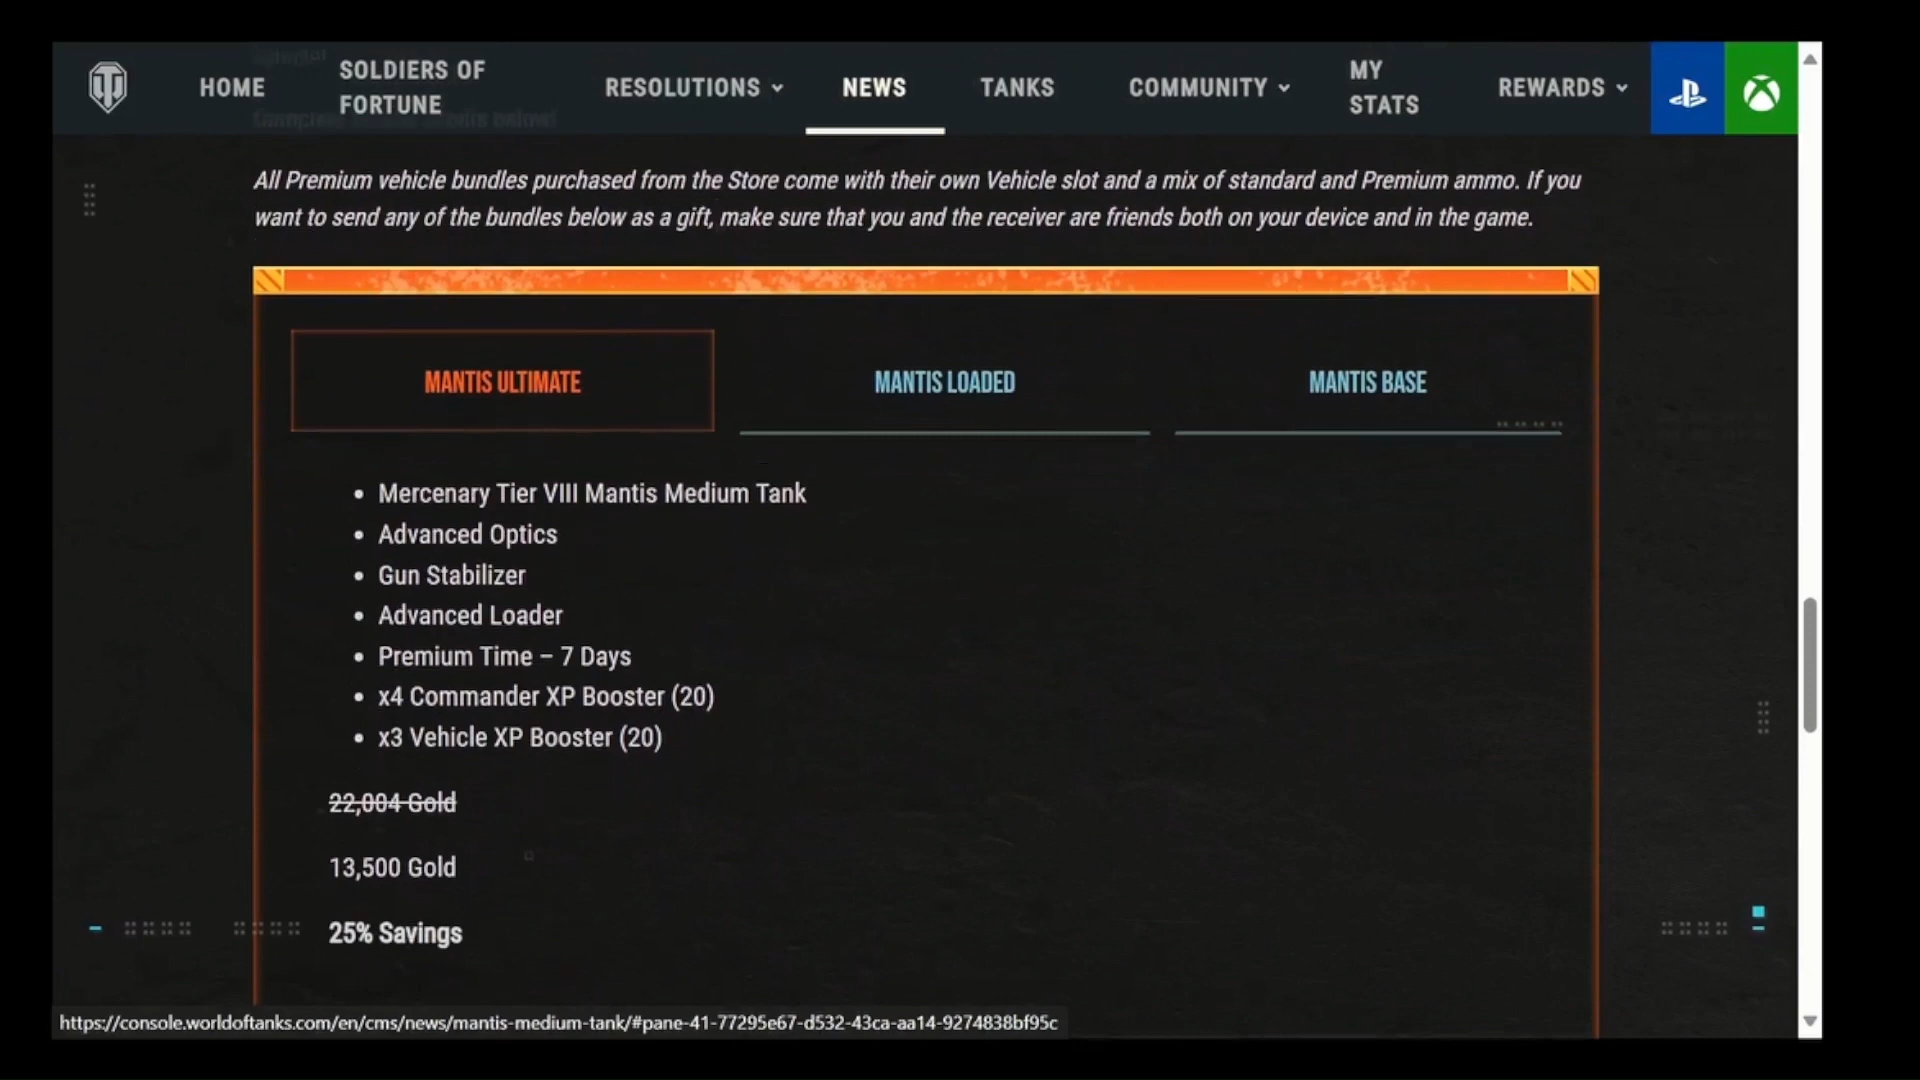 HOME
SOLDIERS OF
FORTUNE
RESOLUTIONS
NEWS
TANKS
COMMUNITY
MY
STATS
REWARDS
All Premium vehicle bundles purchased from the Store come with their own Vehicle slot and a mix of standard and Premium ammo. If you
want to send any of the bundles below as a gift, make sure that you and the receiver are friends both on your device and in the game.
MANTIS ULTIMATE
MANTIS LOADED
MANTIS BASE
• Mercenary Tier VIII Mantis Medium Tank
• Advanced Optics
• Gun Stabilizer
• Advanced Loader
• Premium Time – 7 Days
• x4 Commander XP Booster (20)
• x3 Vehicle XP Booster (20)
22,004 Gold
13,500 Gold
25% Savings
https://console.worldoftanks.com/en/cms/news/mantis-medium-tank/#pane-41-77295e67-d532-43ca-aa14-9274838bf95c